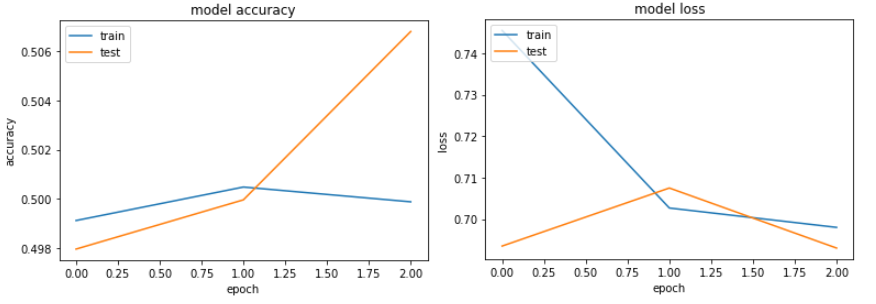 model accuracy
train
test
0.506
0.504
0.502
0.500
0.498
accuracy
0.00 0.25 0.50 0.75 1.00 1.25 1.50 1.75 2.00
epoch
model loss
train
test
0.74
0.73
0.72
0.71
0.70
loss
0.00 0.25 0.50 0.75 1.00 1.25 1.50 1.75 2.00
epoch